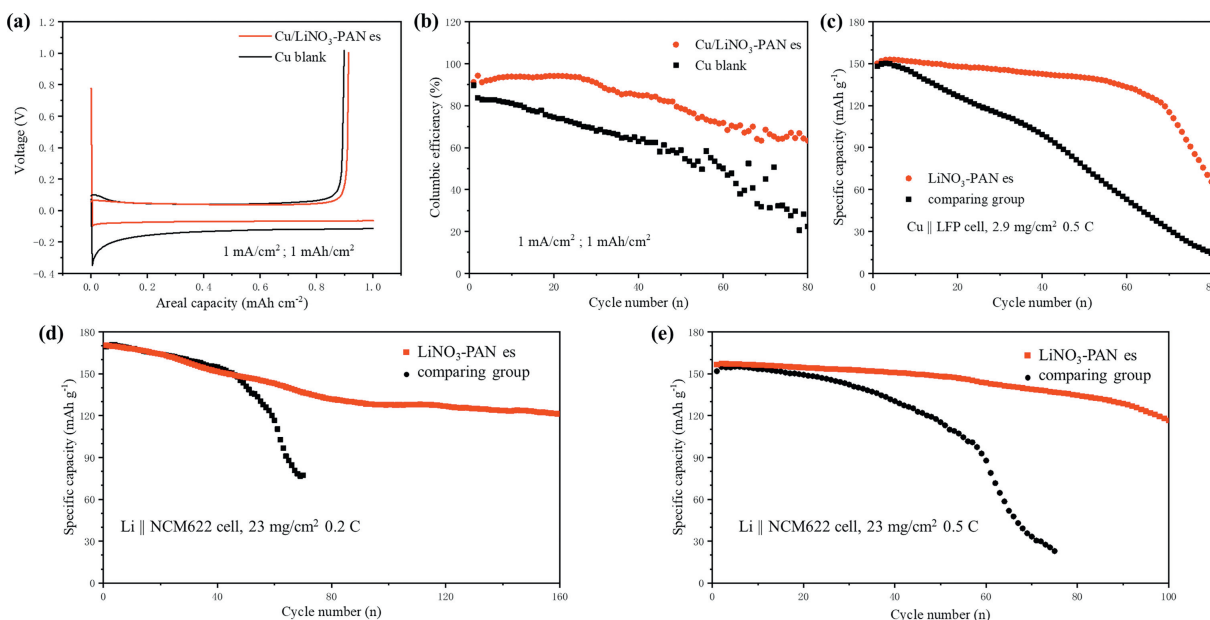 (a)
Cu/LiNO₃-PAN es
Cu blank
1 mA/cm² ; 1 mAh/cm²
Voltage (V)
1.2
1.0
0.8
0.6
0.4
0.2
0.0
-0.2
-0.4
0.0 0.2 0.4 0.6 0.8 1.0
Areal capacity (mAh cm⁻²)
(b)
Cu/LiNO₃-PAN es
Cu blank
1 mA/cm² ; 1 mAh/cm²
Columbic efficiency (%)
120
100
80
60
40
20
0
0 20 40 60 80
Cycle number (n)
(c)
LiNO₃-PAN es
comparing group
Cu || LFP cell, 2.9 mg/cm² 0.5 C
Specific capacity (mAh g⁻¹)
180
150
120
90
60
30
0
0 20 40 60 80
Cycle number (n)
(d)
LiNO₃-PAN es
comparing group
Li || NCM622 cell, 23 mg/cm² 0.2 C
Specific capacity (mAh g⁻¹)
180
150
120
90
60
30
0
0 40 80 120 160
Cycle number (n)
(e)
LiNO₃-PAN es
comparing group
Li || NCM622 cell, 23 mg/cm² 0.5 C
Specific capacity (mAh g⁻¹)
180
150
120
90
60
30
0
0 20 40 60 80 100
Cycle number (n)